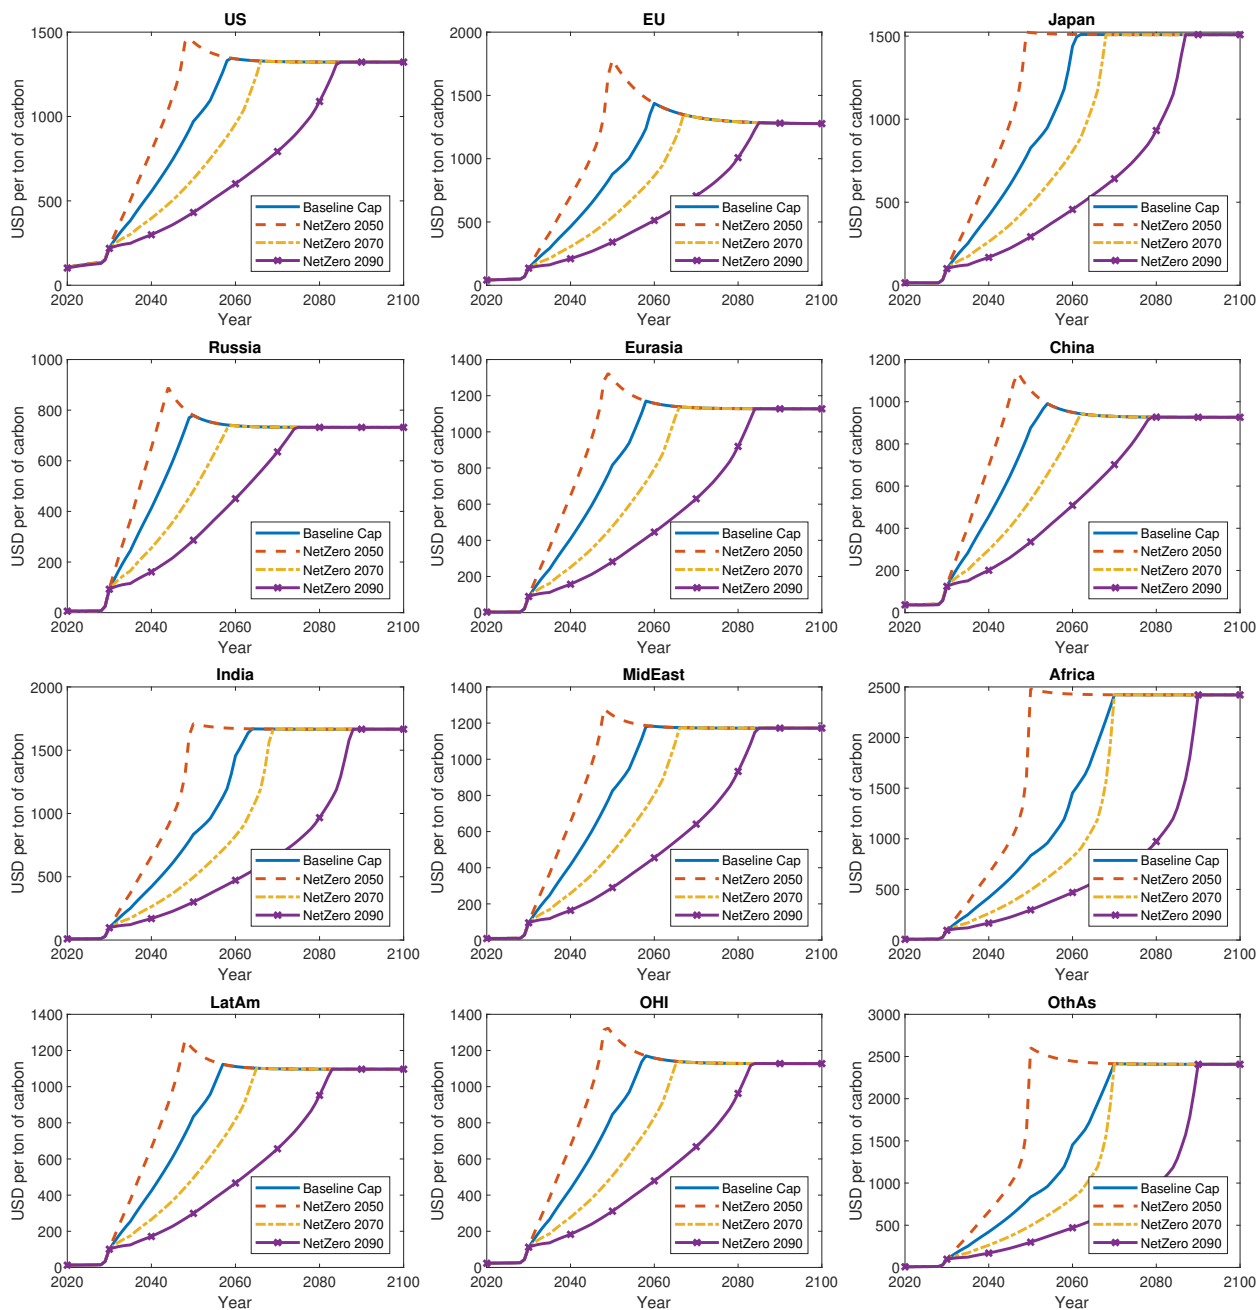 US
1500
1000
500
0
USD per ton of carbon
Baseline Cap
NetZero 2050
NetZero 2070
NetZero 2090
2020 2040 2060 2080 2100
Year
EU
2000
1500
1000
500
0
USD per ton of carbon
Baseline Cap
NetZero 2050
NetZero 2070
NetZero 2090
2020 2040 2060 2080 2100
Year
Japan
1500
1000
500
0
USD per ton of carbon
Baseline Cap
NetZero 2050
NetZero 2070
NetZero 2090
2020 2040 2060 2080 2100
Year
Russia
1000
800
600
400
200
0
USD per ton of carbon
Baseline Cap
NetZero 2050
NetZero 2070
NetZero 2090
2020 2040 2060 2080 2100
Year
Eurasia
1400
1200
1000
800
600
400
200
0
USD per ton of carbon
Baseline Cap
NetZero 2050
NetZero 2070
NetZero 2090
2020 2040 2060 2080 2100
Year
China
1200
1000
800
600
400
200
0
USD per ton of carbon
Baseline Cap
NetZero 2050
NetZero 2070
NetZero 2090
2020 2040 2060 2080 2100
Year
India
2000
1500
1000
500
0
USD per ton of carbon
Baseline Cap
NetZero 2050
NetZero 2070
NetZero 2090
2020 2040 2060 2080 2100
Year
MidEast
1400
1200
1000
800
600
400
200
0
USD per ton of carbon
Baseline Cap
NetZero 2050
NetZero 2070
NetZero 2090
2020 2040 2060 2080 2100
Year
Africa
2500
2000
1500
1000
500
0
USD per ton of carbon
Baseline Cap
NetZero 2050
NetZero 2070
NetZero 2090
2020 2040 2060 2080 2100
Year
LatAm
1400
1200
1000
800
600
400
200
0
USD per ton of carbon
Baseline Cap
NetZero 2050
NetZero 2070
NetZero 2090
2020 2040 2060 2080 2100
Year
OHI
1400
1200
1000
800
600
400
200
0
USD per ton of carbon
Baseline Cap
NetZero 2050
NetZero 2070
NetZero 2090
2020 2040 2060 2080 2100
Year
OthAs
3000
2500
2000
1500
1000
500
0
USD per ton of carbon
Baseline Cap
NetZero 2050
NetZero 2070
NetZero 2090
2020 2040 2060 2080 2100
Year